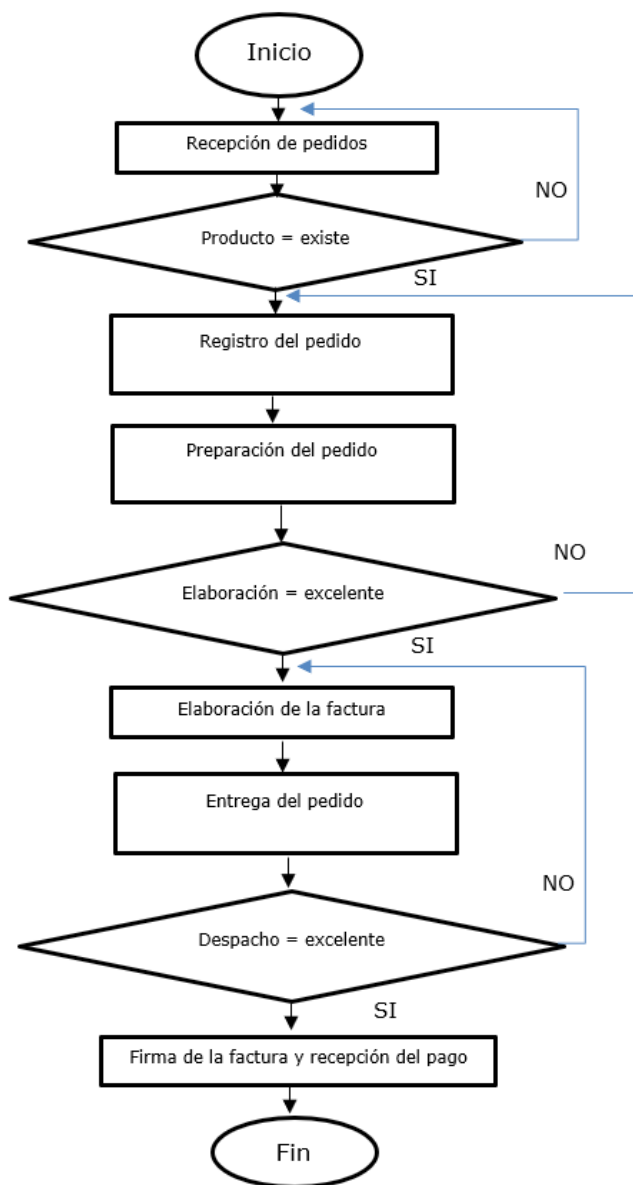 Inicio
Recepción de pedidos
NO
Producto = existe
SI
Registro del pedido
Preparación del pedido
NO
Elaboración = excelente
SI
Elaboración de la factura
Entrega del pedido
NO
Despacho = excelente
SI
Firma de la factura y recepción del pago
Fin